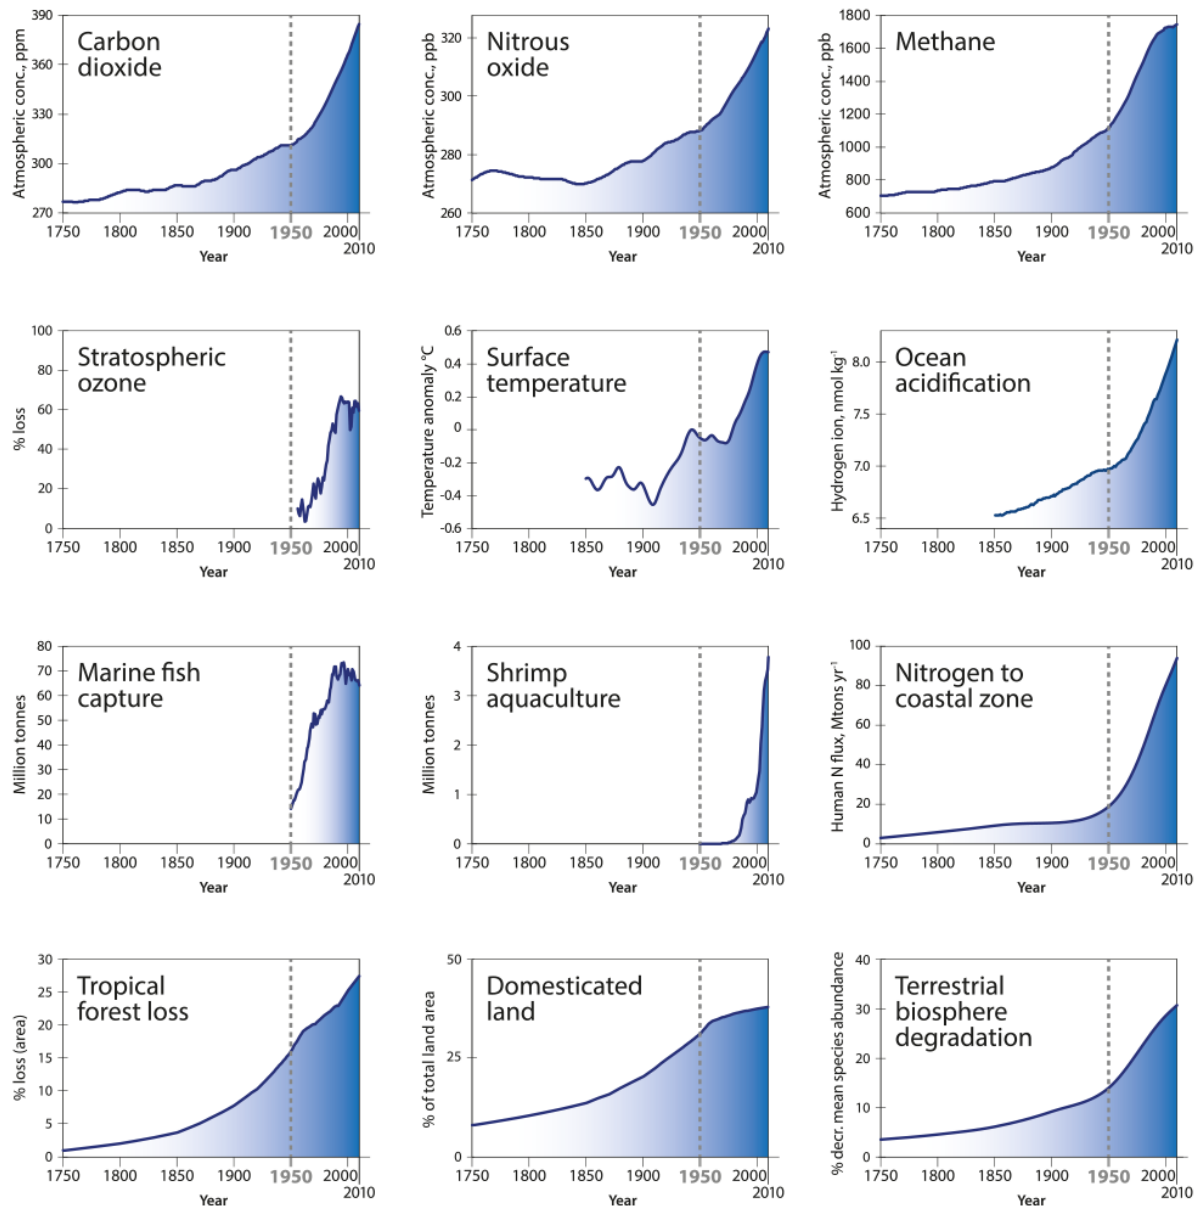 Carbon
dioxide
Atmospheric conc., ppm
390
360
330
300
270
1750 1800 1850 1900 1950 2000
2010
Year
Nitrous
oxide
Atmospheric conc., ppb
320
300
280
260
1750 1800 1850 1900 1950 2000
2010
Year
Methane
Atmospheric conc., ppb
1800
1600
1400
1200
1000
800
600
1750 1800 1850 1900 1950 2000
2010
Year
Stratospheric
ozone
% loss
100
80
60
40
20
0
1750 1800 1850 1900 1950 2000
2010
Year
Surface
temperature
Temperature anomaly °C
0.6
0.4
0.2
0
-0.2
-0.4
-0.6
1750 1800 1850 1900 1950 2000
2010
Year
Ocean
acidification
Hydrogen ion, nmol kg⁻¹
8.0
7.5
7.0
6.5
1750 1800 1850 1900 1950 2000
2010
Year
Marine fish
capture
Million tonnes
80
70
60
50
40
30
20
10
0
1750 1800 1850 1900 1950 2000
2010
Year
Shrimp
aquaculture
Million tonnes
4
3
2
1
0
1750 1800 1850 1900 1950 2000
2010
Year
Nitrogen to
coastal zone
Human N flux, Mtons yr⁻¹
100
80
60
40
20
0
1750 1800 1850 1900 1950 2000
2010
Year
Tropical
forest loss
% loss (area)
30
25
20
15
10
5
0
1750 1800 1850 1900 1950 2000
2010
Year
Domesticated
land
% of total land area
50
25
0
1750 1800 1850 1900 1950 2000
2010
Year
Terrestrial
biosphere
degradation
% decr. mean species abundance
40
30
20
10
0
1750 1800 1850 1900 1950 2000
2010
Year